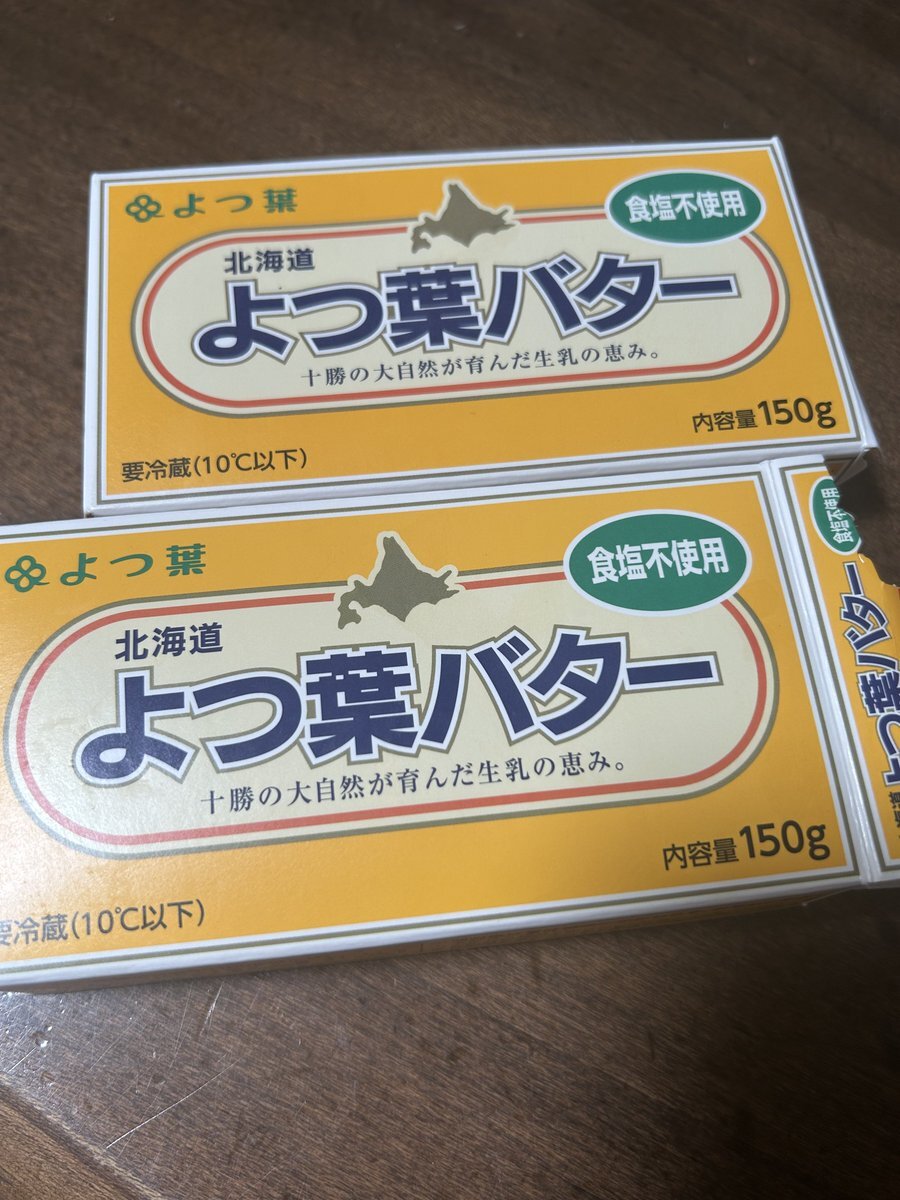 よつ葉
食塩不使用
北海道
よつ葉バター
十勝の大自然が育んだ生乳の恵み。
内容量150g
要冷蔵(10℃以下)
よつ葉
食塩不使用
北海道
よつ葉バター
十勝の大自然が育んだ生乳の恵み。
内容量150g
要冷蔵(10℃以下)
食塩不使用
よつ葉バター